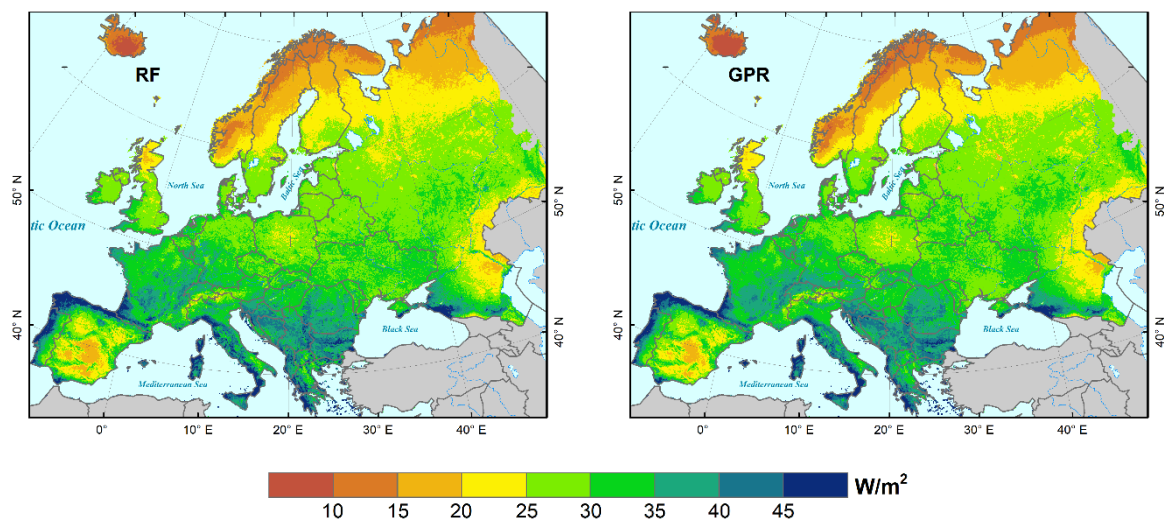 RF
50° N
North Sea
Baltic Sea
tic Ocean
40° N
Black Sea
Mediterranean Sea
0° 10° E 20° E 30° E 40° E
50° N
40° N
GPR
50° N
North Sea
Baltic Sea
tic Ocean
40° N
Black Sea
Mediterranean Sea
0° 10° E 20° E 30° E 40° E
50° N
40° N
W/m²
10 15 20 25 30 35 40 45